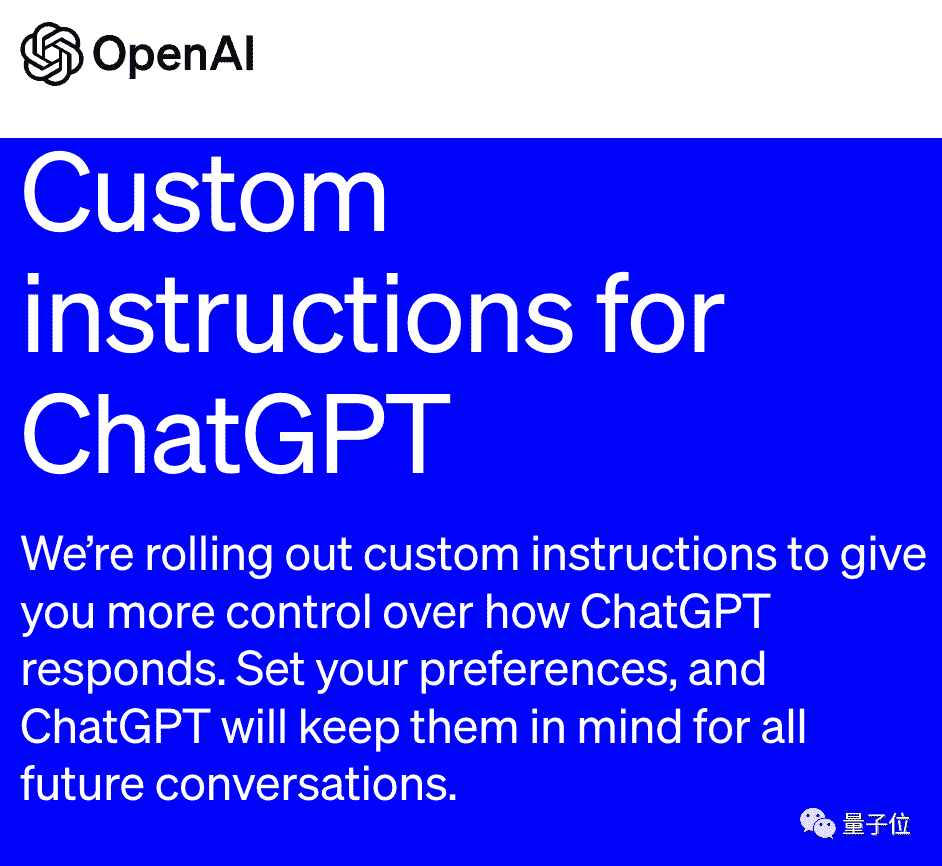 OpenAI
Custom
instructions for
ChatGPT
We’re rolling out custom instructions to give
you more control over how ChatGPT
responds. Set your preferences, and
ChatGPT will keep them in mind for all
future conversations.
量子位